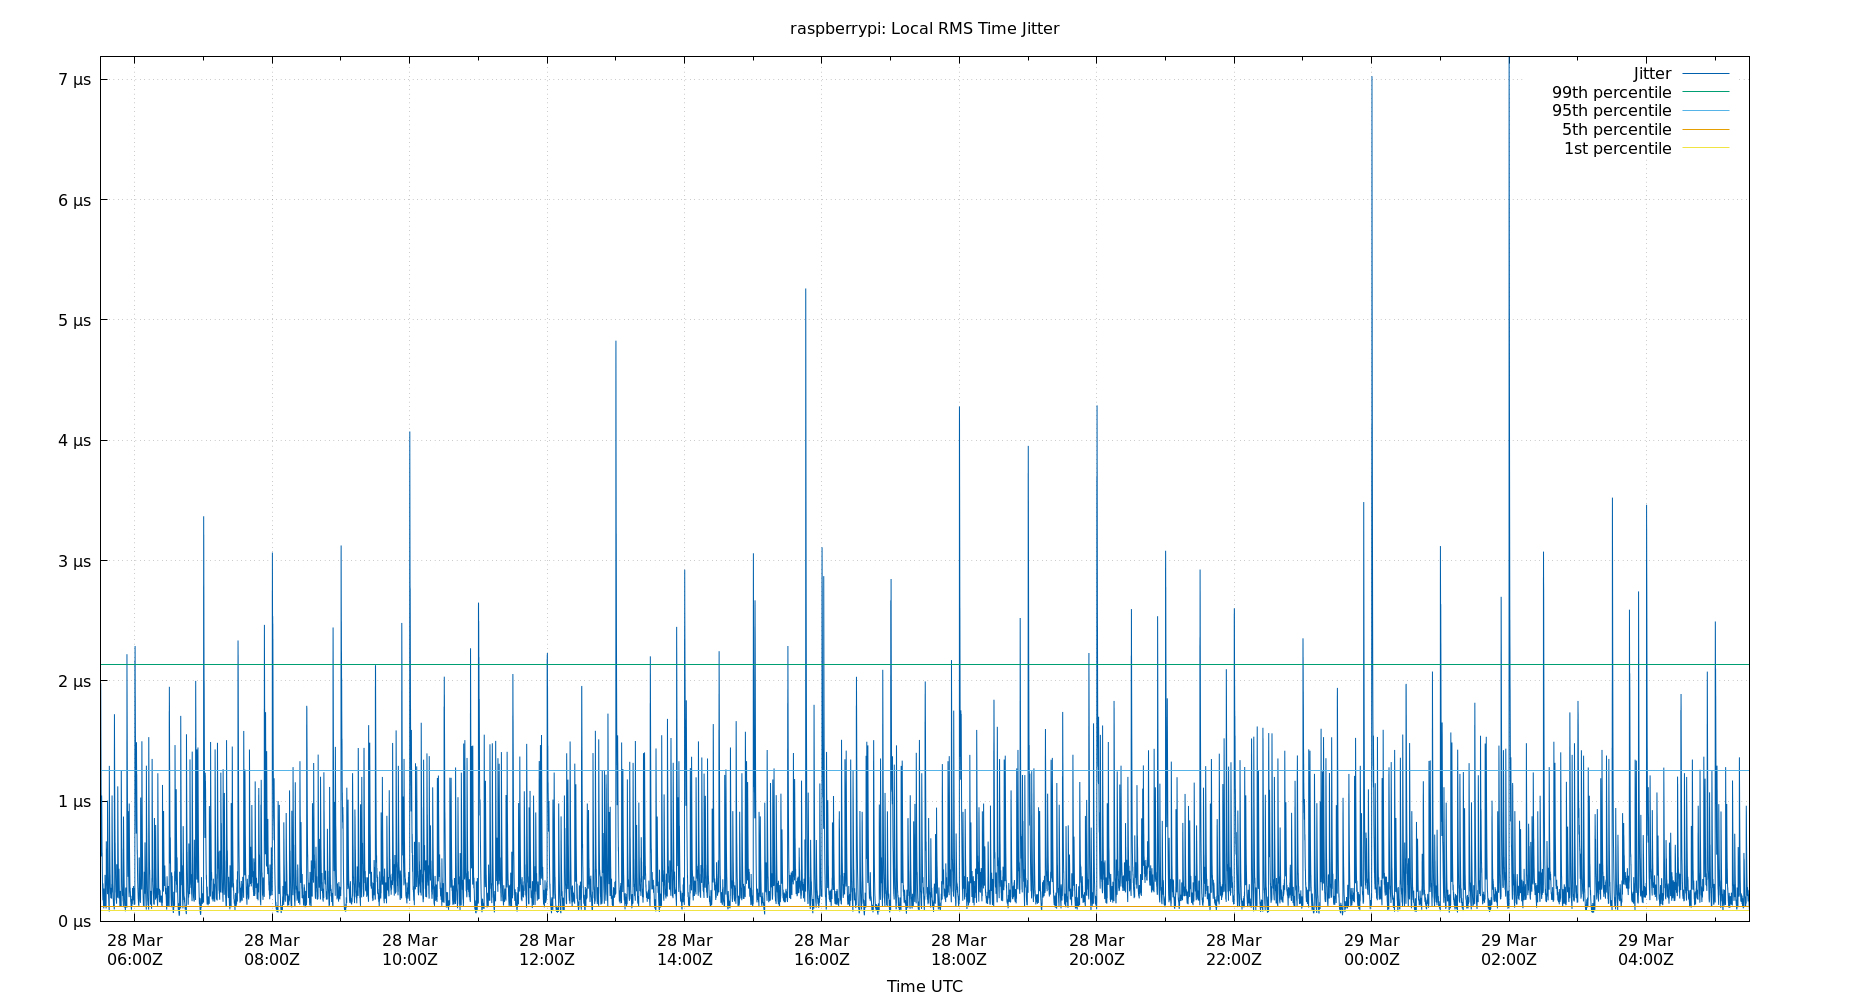 raspberrypi: Local RMS Time Jitter
7 µs
6 µs
5 µs
4 µs
3 µs
2 µs
1 µs
0 µs
Jitter
99th percentile
95th percentile
5th percentile
1st percentile
28 Mar
06:00Z
28 Mar
08:00Z
28 Mar
10:00Z
28 Mar
12:00Z
28 Mar
14:00Z
28 Mar
16:00Z
28 Mar
18:00Z
28 Mar
20:00Z
28 Mar
22:00Z
29 Mar
00:00Z
29 Mar
02:00Z
29 Mar
04:00Z
Time UTC